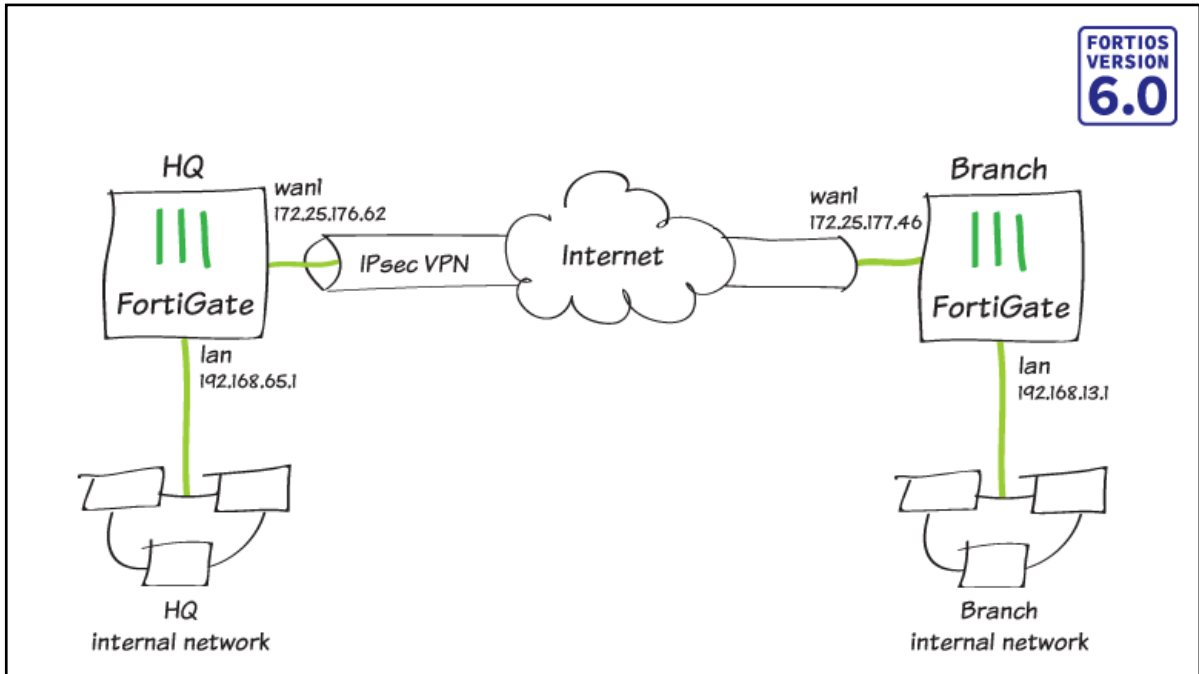 FORTIOS
VERSION
6.0
HQ
wan1
172.25.176.62
FortiGate
IPsec VPN
Internet
Branch
wan1
172.25.177.46
FortiGate
lan
192.168.65.1
lan
192.168.13.1
HQ
internal network
Branch
internal network